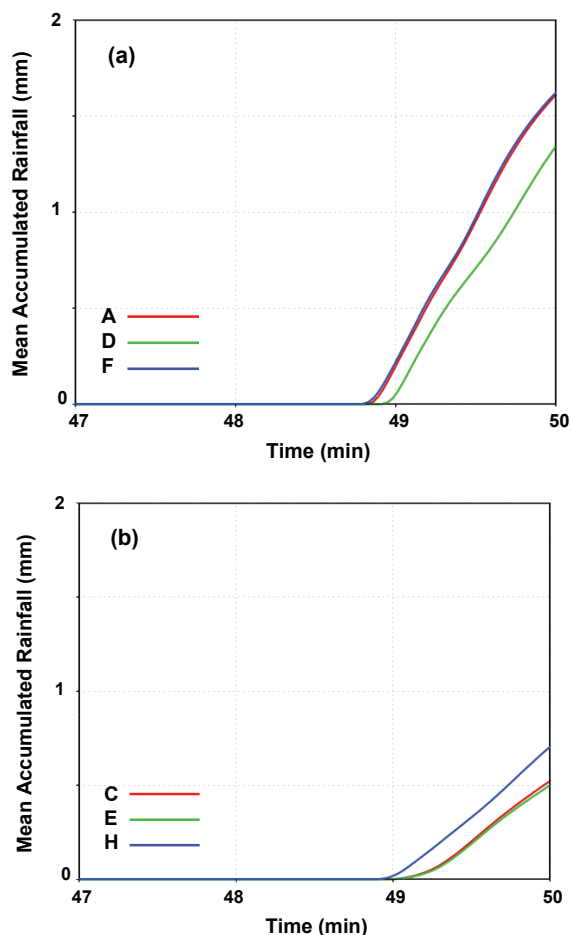 2
(a)
Mean Accumulated Rainfall (mm)
1
A
D
F
0
47 48 49 50
Time (min)
2
(b)
Mean Accumulated Rainfall (mm)
1
C
E
H
0
47 48 49 50
Time (min)